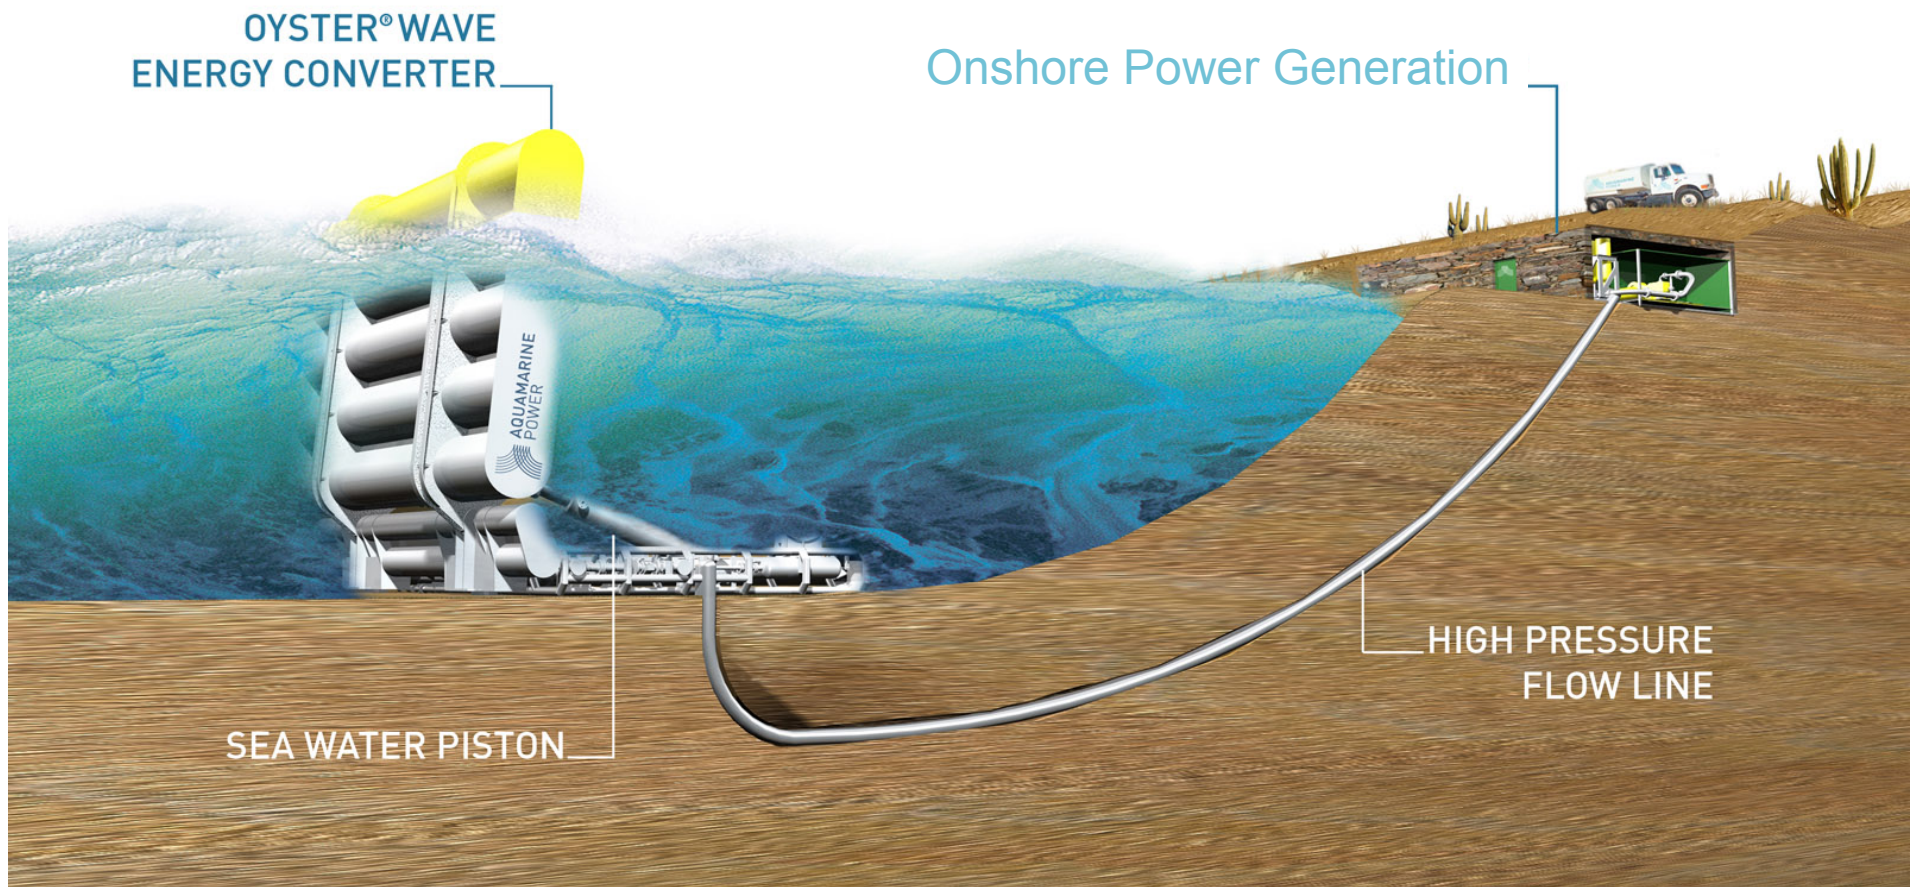 OYSTER® WAVE
ENERGY CONVERTER
Onshore Power Generation
AQUAMARINE
POWER
HIGH PRESSURE
FLOW LINE
SEA WATER PISTON